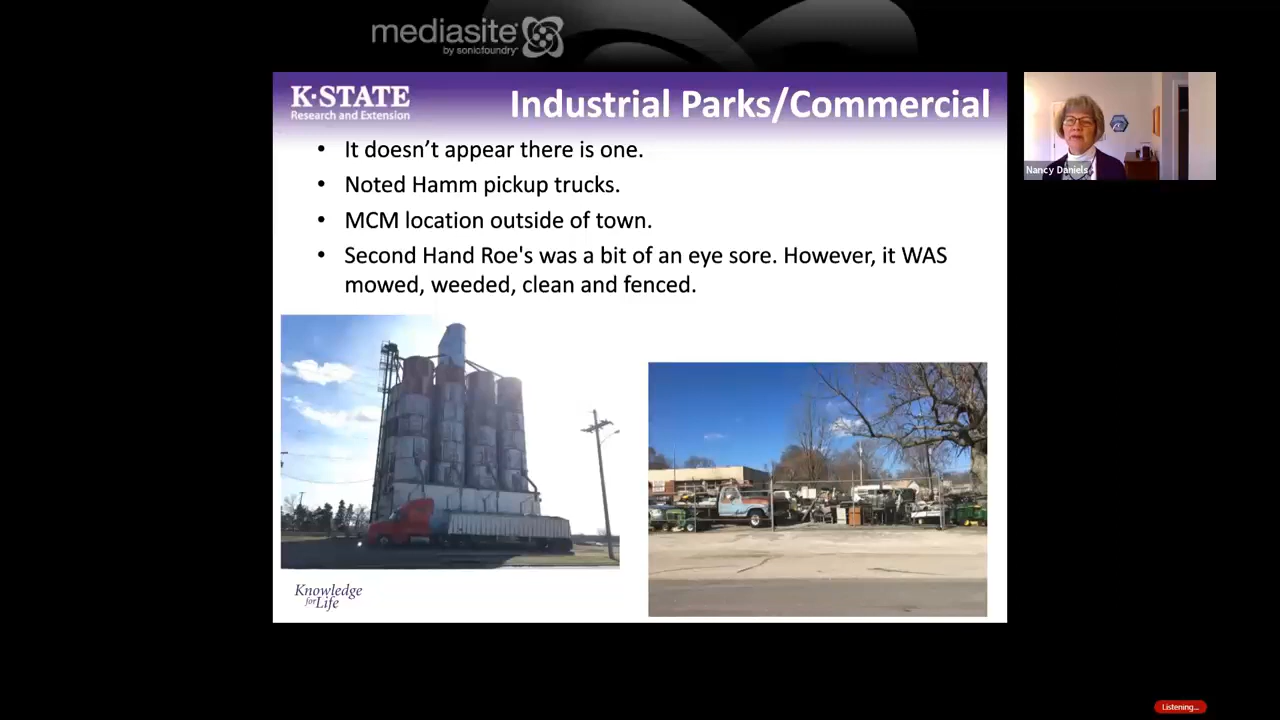 mediasite
by sonicfoundry
K·STATE
Research and Extension
Industrial Parks/Commercial
• It doesn’t appear there is one.
• Noted Hamm pickup trucks.
• MCM location outside of town.
• Second Hand Roe's was a bit of an eye sore. However, it WAS
mowed, weeded, clean and fenced.
Nancy Daniels
Knowledge
for Life
Listening...